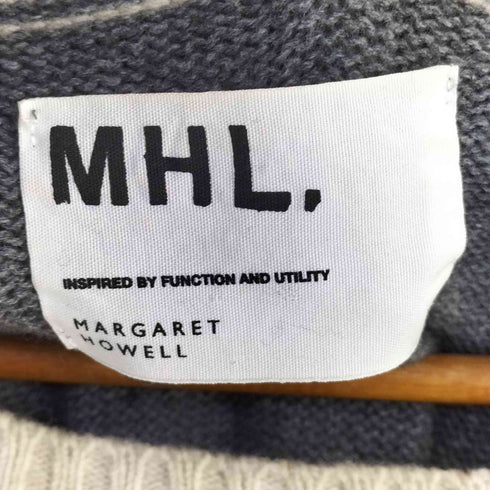 MHL.
INSPIRED BY FUNCTION AND UTILITY
MARGARET
HOWELL